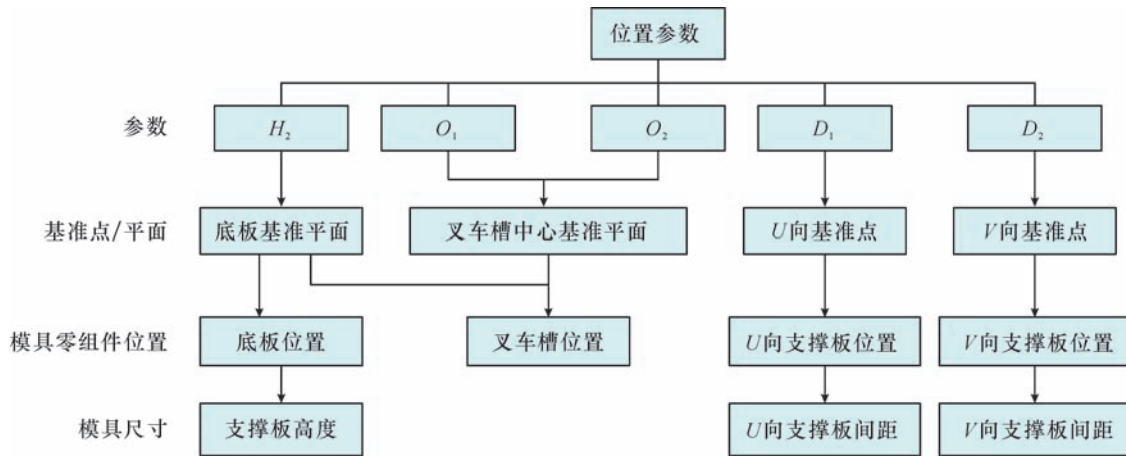 位置参数
参数
H₂
O₁
O₂
D₁
D₂
基准点/平面
底板基准平面
叉车槽中心基准平面
U向基准点
V向基准点
模具零组件位置
底板位置
叉车槽位置
U向支撑板位置
V向支撑板位置
模具尺寸
支撑板高度
U向支撑板间距
V向支撑板间距